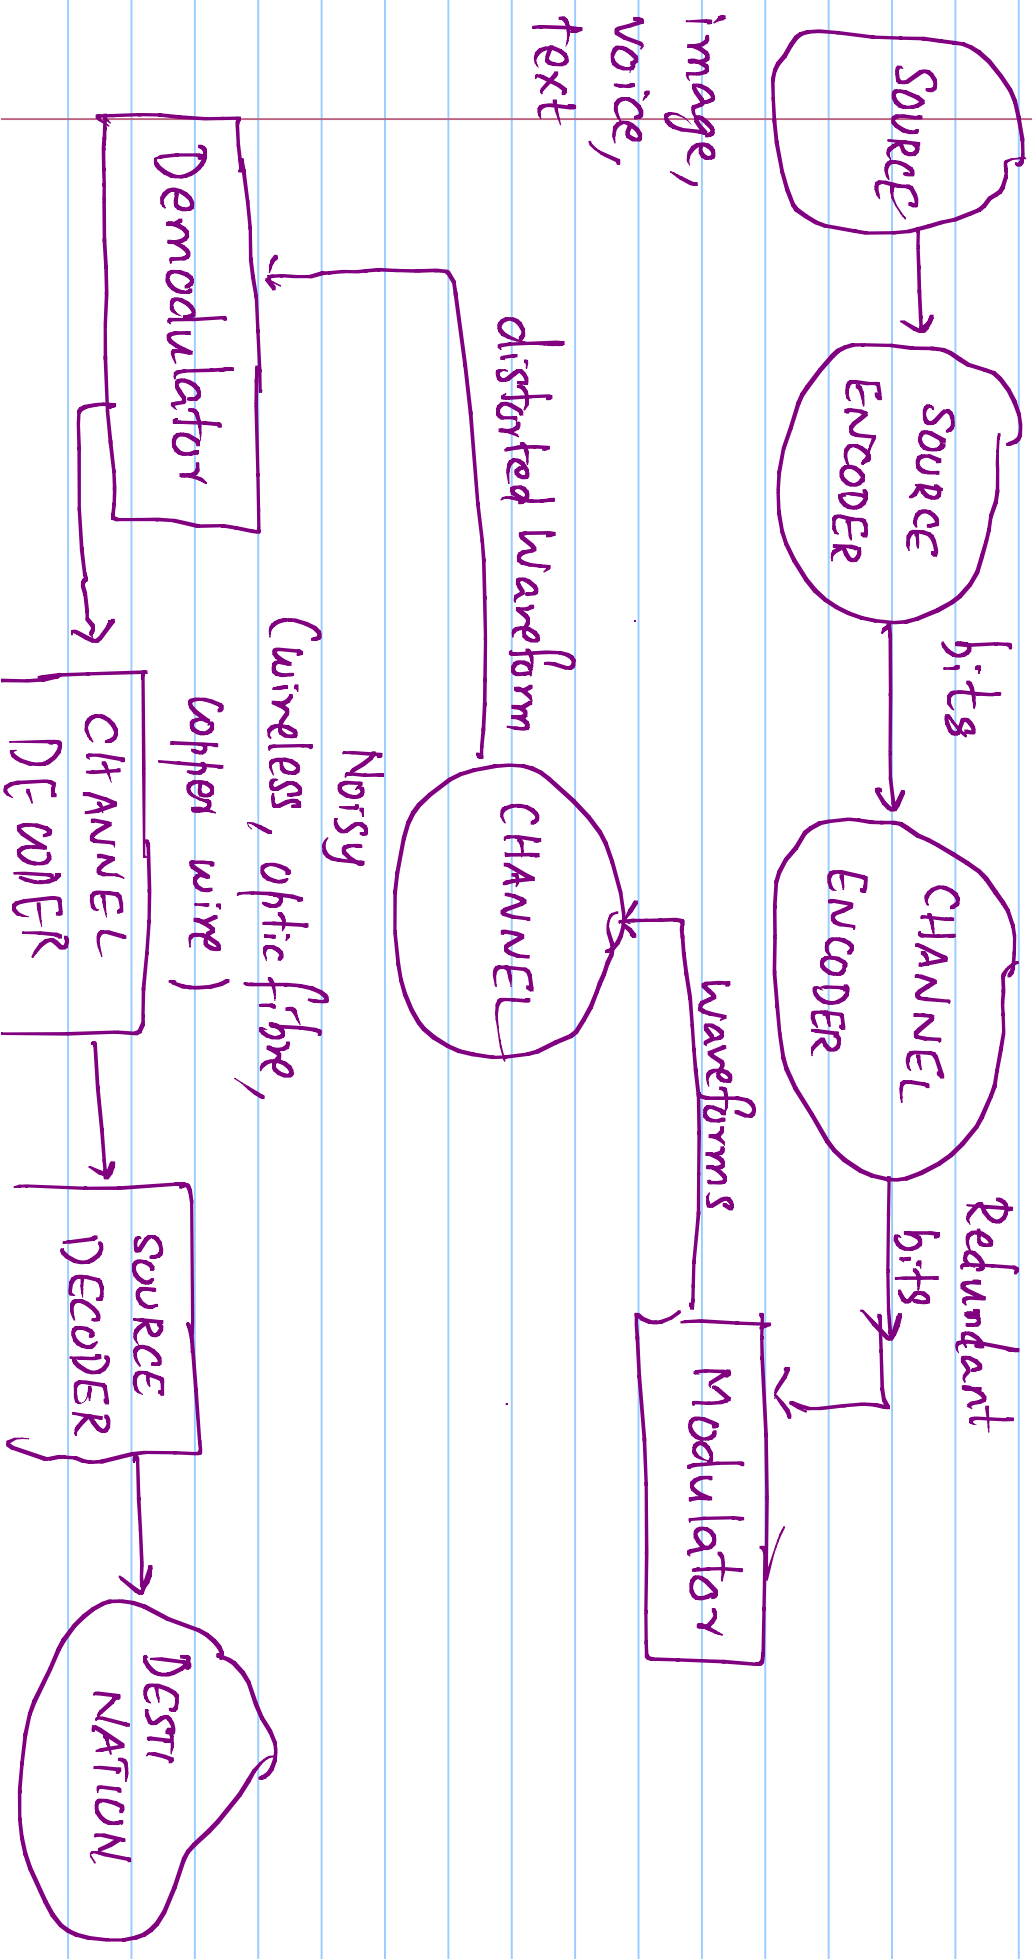 SOURCE
image,
voice,
text
SOURCE
ENCODER
bits
CHANNEL
ENCODER
Redundant
bits
Modulator
waveforms
CHANNEL
Noisy
(wireless, optic fibre,
copper wire)
distorted waveform
Demodulator
CHANNEL
DECODER
SOURCE
DECODER
DESTI
NATION